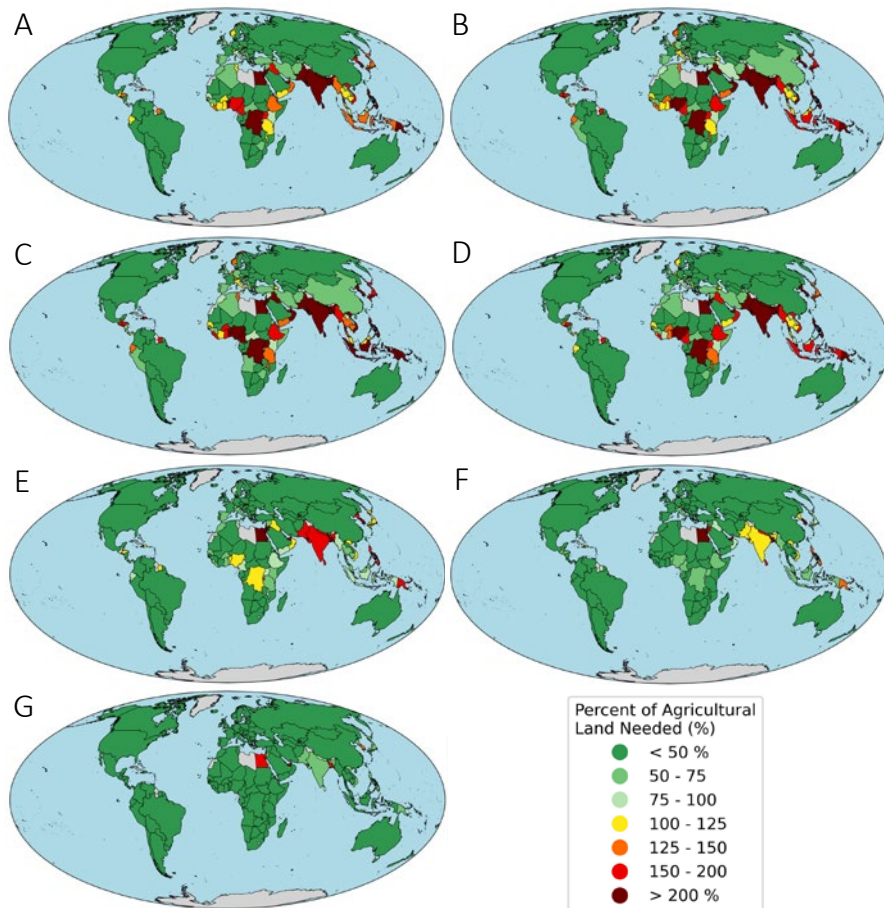 A
B
C
D
E
F
G
Percent of Agricultural
Land Needed (%)
< 50 %
50 - 75
75 - 100
100 - 125
125 - 150
150 - 200
> 200 %